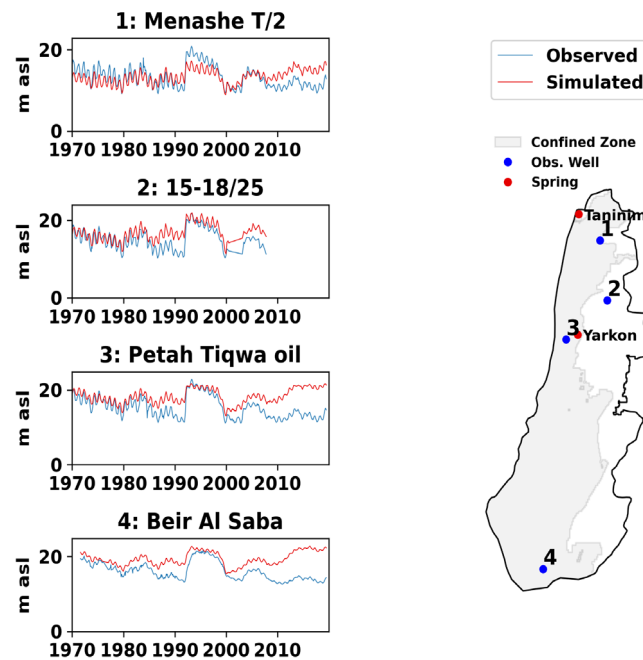 1: Menashe T/2
20
m asl
0
1970 1980 1990 2000 2010
2: 15-18/25
20
m asl
0
1970 1980 1990 2000 2010
3: Petah Tiqwa oil
20
m asl
0
1970 1980 1990 2000 2010
4: Beir Al Saba
20
m asl
0
1970 1980 1990 2000 2010
Observed
Simulated
Confined Zone
Obs. Well
Spring
Taninim
1
2
3
Yarkon
4